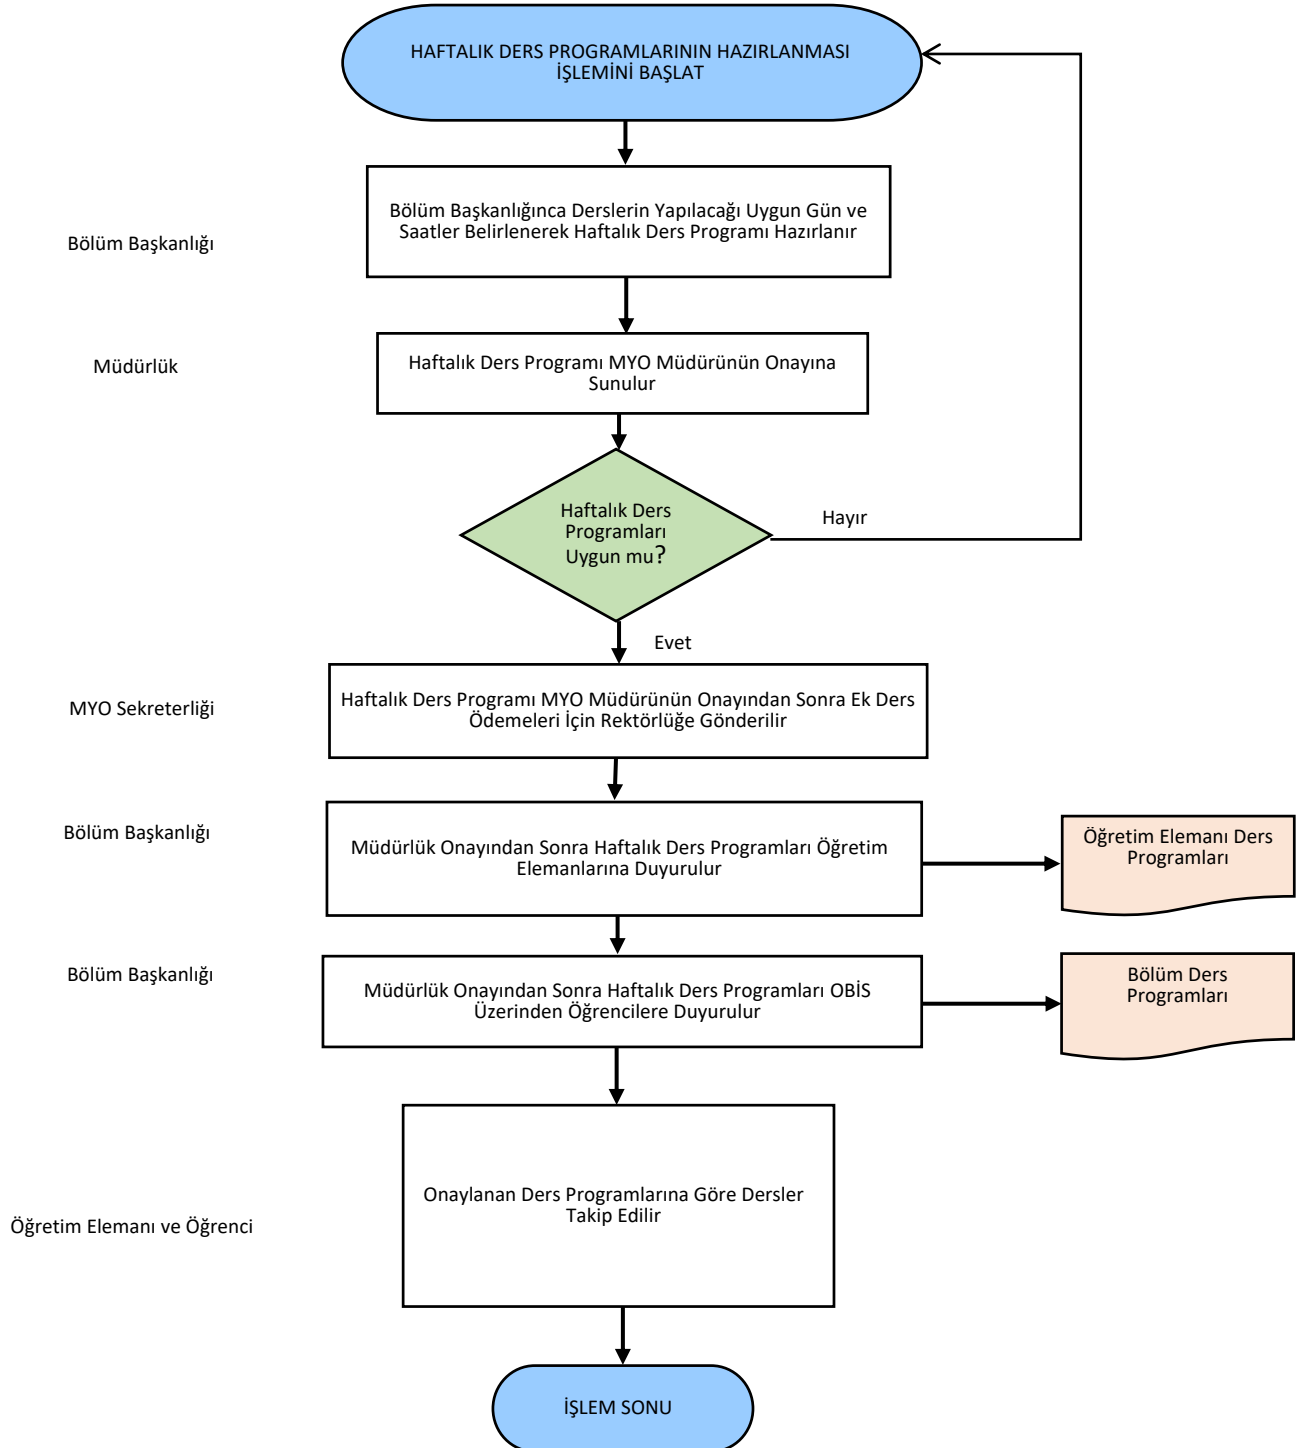 HAFTALIK DERS PROGRAMLARININ HAZIRLANMASI
İŞLEMİNİ BAŞLAT
Bölüm Başkanlığınca Derslerin Yapılacağı Uygun Gün ve
Saatler Belirlenerek Haftalık Ders Programı Hazırlanır
Bölüm Başkanlığı
Haftalık Ders Programı MYO Müdürünün Onayına
Sunulur
Müdürlük
Haftalık Ders
Programları
Uygun mu?
Hayır
Evet
Haftalık Ders Programı MYO Müdürünün Onayından Sonra Ek Ders
Ödemeleri İçin Rektörlüğe Gönderilir
MYO Sekreterliği
Bölüm Başkanlığı
Müdürlük Onayından Sonra Haftalık Ders Programları Öğretim
Elemanlarına Duyurulur
Öğretim Elemanı Ders
Programları
Bölüm Başkanlığı
Müdürlük Onayından Sonra Haftalık Ders Programları OBİS
Üzerinden Öğrencilere Duyurulur
Bölüm Ders
Programları
Onaylanan Ders Programlarına Göre Dersler
Takip Edilir
Öğretim Elemanı ve Öğrenci
İŞLEM SONU